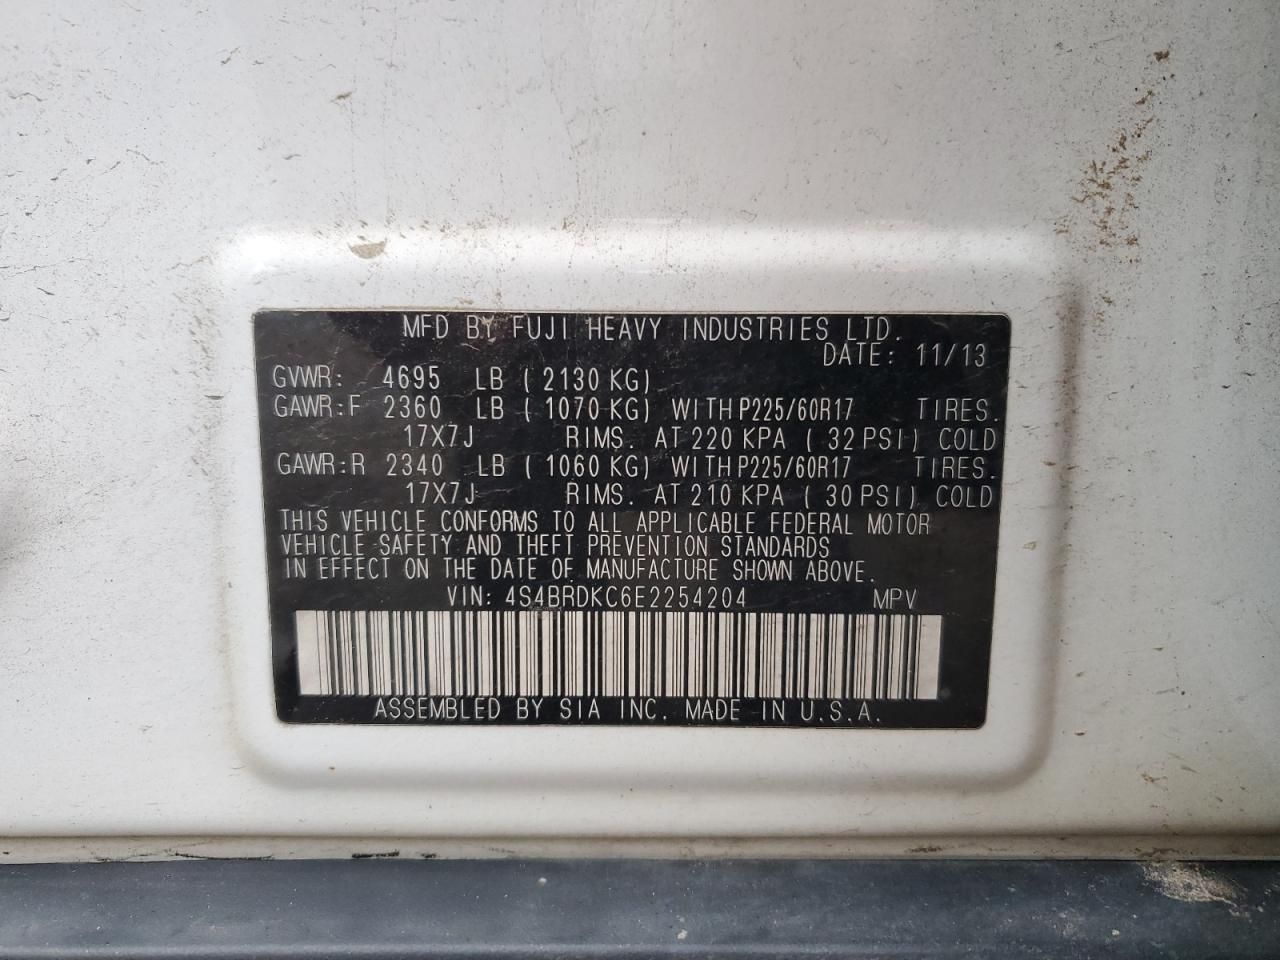 MFD BY FUJI HEAVY INDUSTRIES LTD.
DATE: 11/13
GVWR: 4695 LB ( 2130 KG)
GAWR:F 2360 LB ( 1070 KG) WITH P225/60R17 TIRES.
17X7J RIMS. AT 220 KPA ( 32 PSI) COLD
GAWR:R 2340 LB ( 1060 KG) WITH P225/60R17 TIRES.
17X7J RIMS. AT 210 KPA ( 30 PSI) COLD
THIS VEHICLE CONFORMS TO ALL APPLICABLE FEDERAL MOTOR
VEHICLE SAFETY AND THEFT PREVENTION STANDARDS
IN EFFECT ON THE DATE OF MANUFACTURE SHOWN ABOVE.
VIN: 4S4BRDKC6E2254204 MPV
ASSEMBLED BY SIA INC. MADE IN U.S.A.